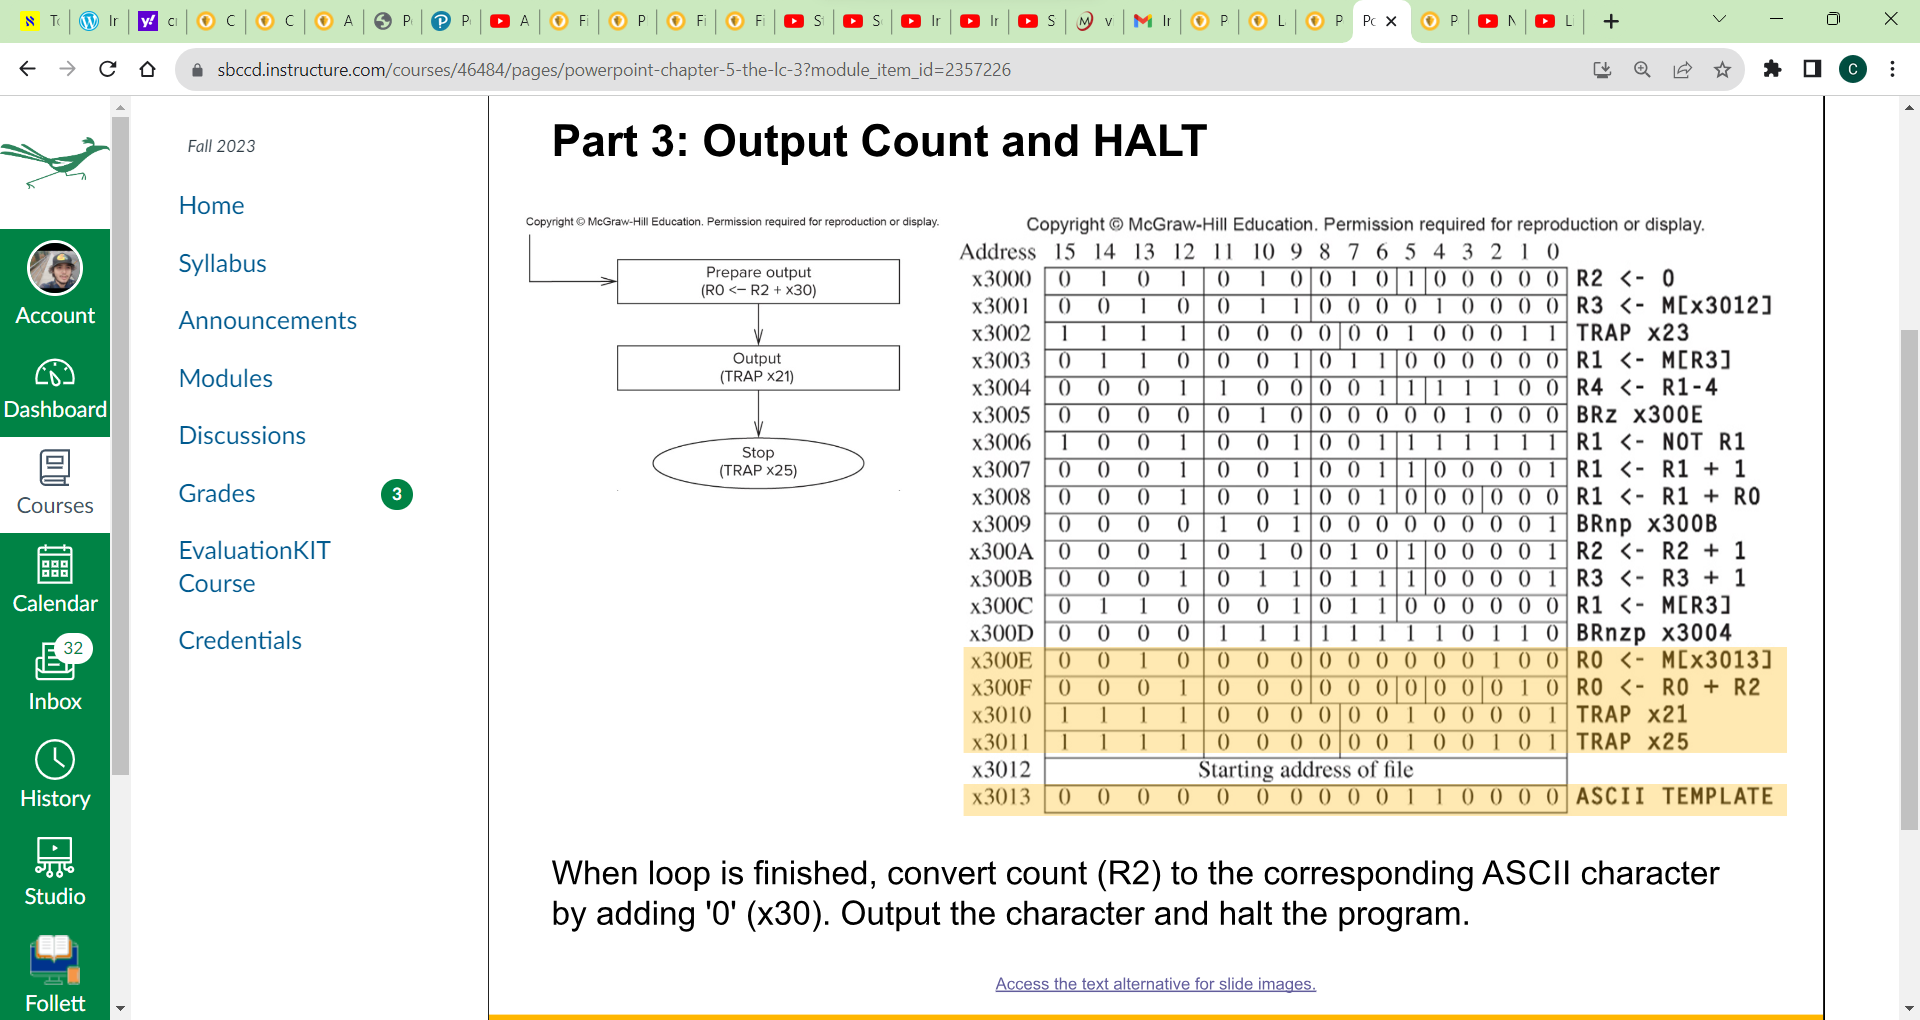 sbccd.instructure.com/courses/46484/pages/powerpoint-chapter-5-the-lc-3?module_item_id=2357226
C
Account
Dashboard
Courses
Calendar
32
Inbox
History
Studio
Follett
Fall 2023
Home
Syllabus
Announcements
Modules
Discussions
Grades 3
EvaluationKIT
Course
Credentials
Part 3: Output Count and HALT
Copyright © McGraw-Hill Education. Permission required for reproduction or display.
Prepare output
(R0 <– R2 + x30)
Output
(TRAP x21)
Stop
(TRAP x25)
Copyright © McGraw-Hill Education. Permission required for reproduction or display.
Address 15 14 13 12 11 10 9 8 7 6 5 4 3 2 1 0
x3000 0 1 0 1 0 1 0 0 1 0 1 0 0 0 0 0 R2 <- 0
x3001 0 0 1 0 0 1 1 0 0 0 0 1 0 0 0 0 R3 <- M[x3012]
x3002 1 1 1 1 0 0 0 0 0 0 1 0 0 0 1 1 TRAP x23
x3003 0 1 1 0 0 0 1 0 1 1 0 0 0 0 0 0 R1 <- M[R3]
x3004 0 0 0 1 1 0 0 0 0 1 1 1 1 1 0 0 R4 <- R1-4
x3005 0 0 0 0 0 1 0 0 0 0 0 0 1 0 0 0 BRz x300E
x3006 1 0 0 1 0 0 1 0 0 1 1 1 1 1 1 1 R1 <- NOT R1
x3007 0 0 0 1 0 0 1 0 0 1 1 0 0 0 0 1 R1 <- R1 + 1
x3008 0 0 0 1 0 0 1 0 0 1 0 0 0 0 0 0 R1 <- R1 + R0
x3009 0 0 0 0 1 0 1 0 0 0 0 0 0 0 0 1 BRnp x300B
x300A 0 0 0 1 0 1 0 0 1 0 1 0 0 0 0 1 R2 <- R2 + 1
x300B 0 0 0 1 0 1 1 0 1 1 1 0 0 0 0 1 R3 <- R3 + 1
x300C 0 1 1 0 0 0 1 0 1 1 0 0 0 0 0 0 R1 <- M[R3]
x300D 0 0 0 0 1 1 1 1 1 1 1 1 0 1 1 0 BRnzp x3004
x300E 0 0 1 0 0 0 0 0 0 0 0 0 0 1 0 0 R0 <- M[x3013]
x300F 0 0 0 1 0 0 0 0 0 0 0 0 0 0 1 0 R0 <- R0 + R2
x3010 1 1 1 1 0 0 0 0 0 0 1 0 0 0 0 1 TRAP x21
x3011 1 1 1 1 0 0 0 0 0 0 1 0 0 1 0 1 TRAP x25
x3012 Starting address of file
x3013 0 0 0 0 0 0 0 0 0 0 1 1 0 0 0 0 ASCII TEMPLATE
When loop is finished, convert count (R2) to the corresponding ASCII character
by adding '0' (x30). Output the character and halt the program.
Access the text alternative for slide images.